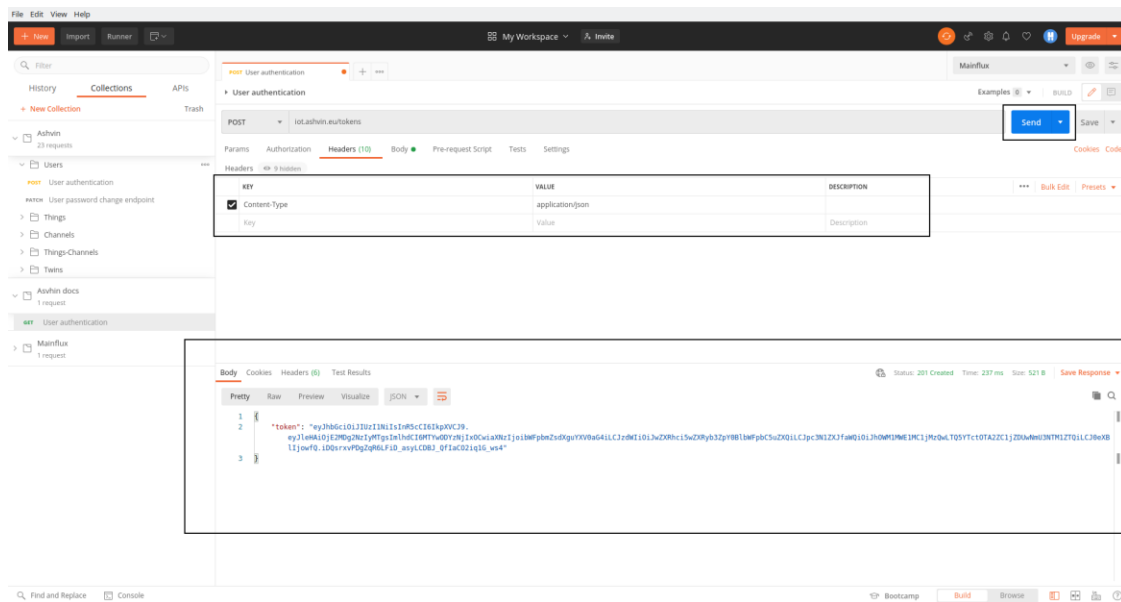 File Edit View Help
+ New Import Runner My Workspace Invite Upgrade
Filter
History Collections APIs
+ New Collection Trash
Ashvin
23 requests
Users
POST User authentication
PATCH User password change endpoint
Things
Channels
Things-Channels
Twins
Asvhin docs
1 request
GET User authentication
Mainflux
1 request
POST User authentication + Mainflux
User authentication Examples 0 BUILD
POST iot.ashvin.eu/tokens Send Save
Params Authorization Headers (10) Body Pre-request Script Tests Settings Cookies Code
Headers 9 hidden
KEY VALUE DESCRIPTION Bulk Edit Presets
Content-Type application/json
Key Value Description
Body Cookies Headers (6) Test Results Status: 201 Created Time: 237 ms Size: 521 B Save Response
Pretty Raw Preview Visualize JSON
1 {
2 "token": "eyJhbGciOiJIUzI1NiIsInR5cCI6IkpXVCJ9.
3 }
Find and Replace Console Bootcamp Build Browse